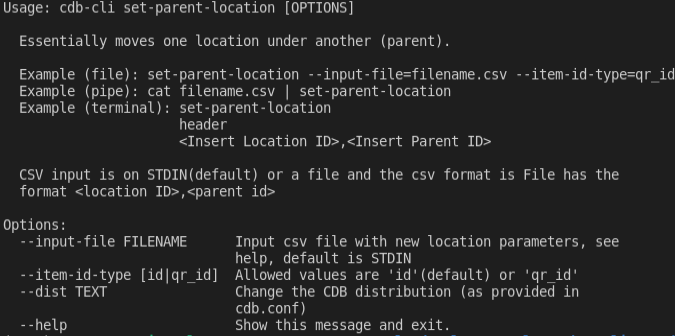 Usage: cdb-cli set-parent-location [OPTIONS]
Essentially moves one location under another (parent).
Example (file): set-parent-location --input-file=filename.csv --item-id-type=qr_id
Example (pipe): cat filename.csv | set-parent-location
Example (terminal): set-parent-location
header
<Insert Location ID>,<Insert Parent ID>
CSV input is on STDIN(default) or a file and the csv format is File has the
format <location ID>,<parent id>
Options:
--input-file FILENAME      Input csv file with new location parameters, see
help, default is STDIN
--item-id-type [id|qr_id]  Allowed values are 'id'(default) or 'qr_id'
--dist TEXT                Change the CDB distribution (as provided in
cdb.conf)
--help                     Show this message and exit.